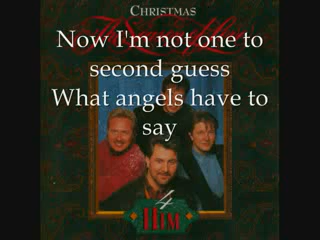 CHRISTMAS
Now I'm not one to
second guess
What angels have to
say
4
HIM